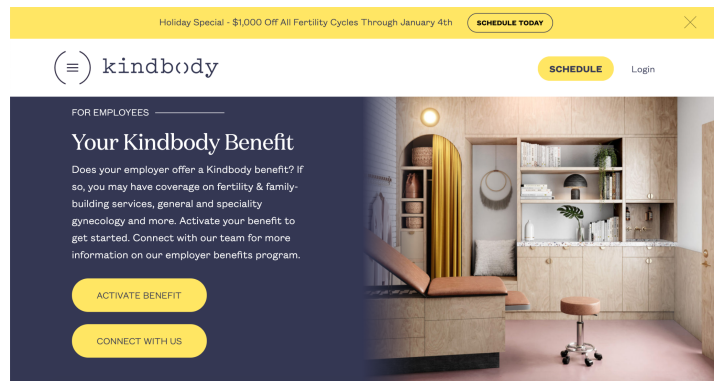 Holiday Special - $1,000 Off All Fertility Cycles Through January 4th SCHEDULE TODAY
kindbody
SCHEDULE Login
FOR EMPLOYEES
Your Kindbody Benefit
Does your employer offer a Kindbody benefit? If
so, you may have coverage on fertility & family-
building services, general and speciality
gynecology and more. Activate your benefit to
get started. Connect with our team for more
information on our employer benefits program.
ACTIVATE BENEFIT
CONNECT WITH US